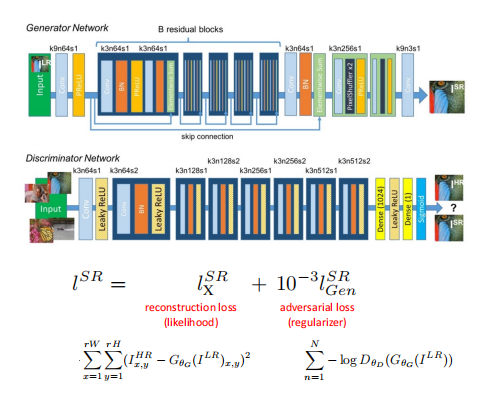 Generator Network
B residual blocks
k9n64s1 k3n64s1 k3n64s1 k3n64s1 k3n256s1 k9n3s1
I^LR
Input
Conv
PReLU
Conv
BN
PReLU
Conv
BN
Elementwise Sum
Conv
BN
Elementwise Sum
Conv
PixelShuffler x2
PReLU
Conv
I^SR
skip connection
Discriminator Network
k3n128s2 k3n256s2 k3n512s2
k3n64s1 k3n64s2 k3n128s1 k3n256s1 k3n512s1
Input
Conv
Leaky ReLU
Conv
BN
Leaky ReLU
Dense (1024)
Leaky ReLU
Dense (1)
Sigmoid
I^HR
?
I^SR
l^{SR} = l_X^{SR} + 10^{-3} l_{Gen}^{SR}
reconstruction loss adversarial loss
(likelihood) (regularizer)
\sum_{x=1}^{rW} \sum_{y=1}^{rH} (I_{x,y}^{HR} - G_{θ_G}(I^{LR})_{x,y})^2 \sum_{n=1}^{N} -\log D_{θ_D}(G_{θ_G}(I^{LR}))